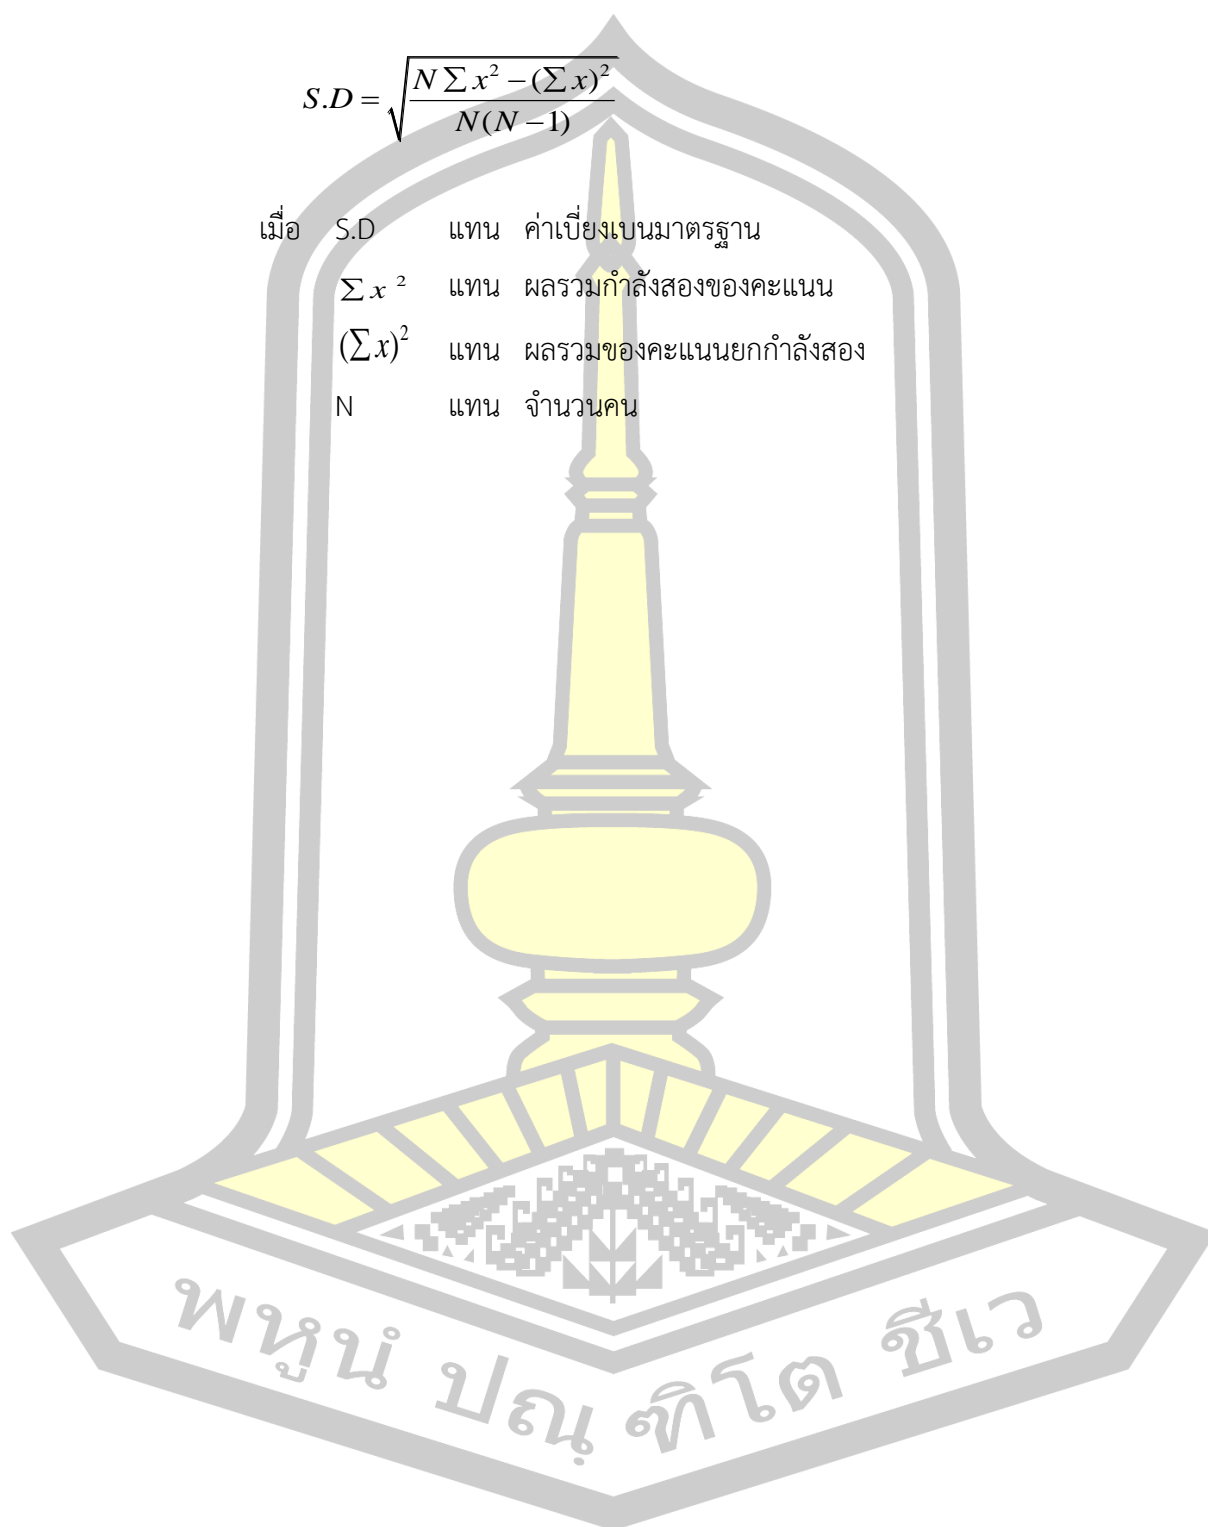 S.D = √(N ∑ x² − (∑ x)² / N(N − 1))
เมื่อ S.D แทน ค่าเบี่ยงเบนมาตรฐาน
∑ x ² แทน ผลรวมกำลังสองของคะแนน
(∑ x)² แทน ผลรวมของคะแนนยกกำลังสอง
N แทน จำนวนคน
พหูนํ ปณฺ ฑิโต ชีเว